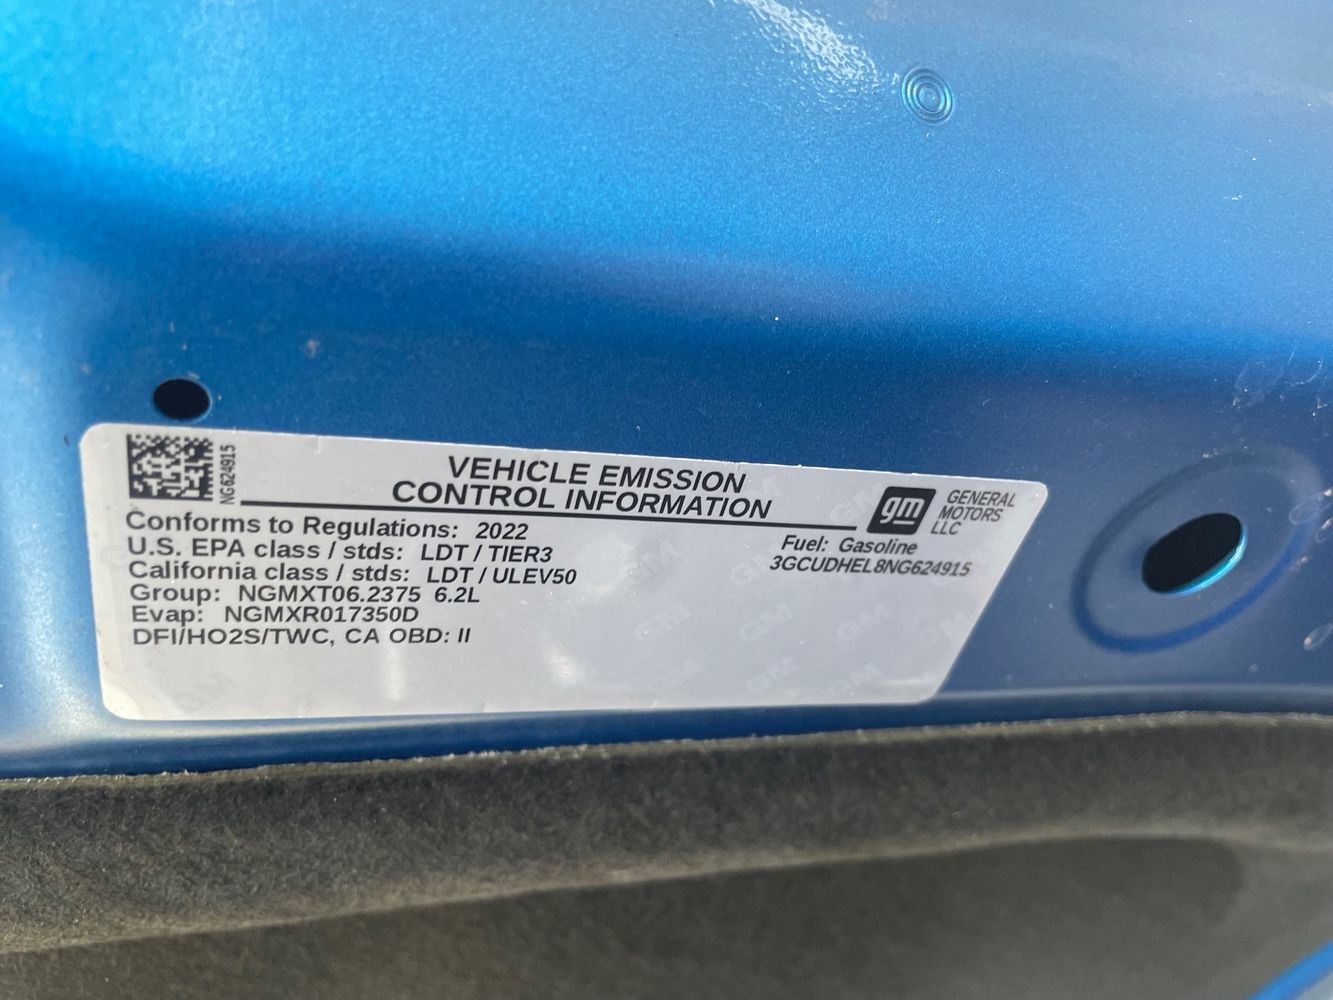 NG624915
VEHICLE EMISSION
CONTROL INFORMATION
gm
GENERAL
MOTORS
LLC
Conforms to Regulations: 2022
U.S. EPA class / stds: LDT / TIER3
California class / stds: LDT / ULEV50
Group: NGMXT06.2375 6.2L
Evap: NGMXR017350D
DFI/HO2S/TWC, CA OBD: II
Fuel: Gasoline
3GCUDHEL8NG624915